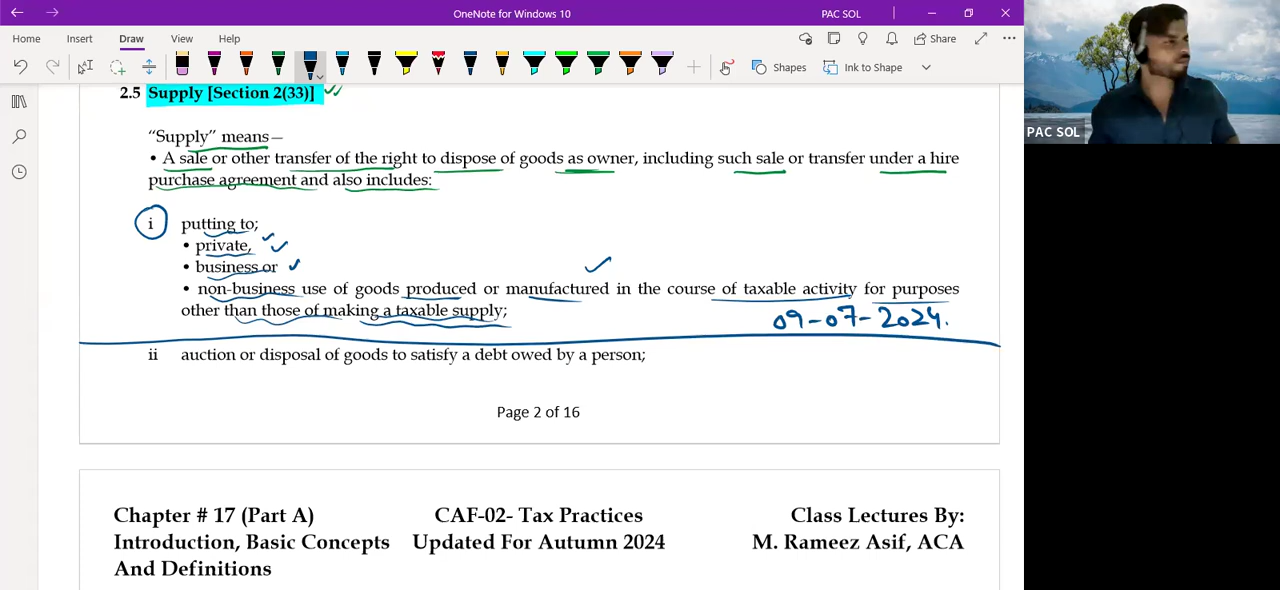 OneNote for Windows 10
PAC SOL
Home Insert Draw View Help
Share
Shapes
Ink to Shape
PAC SOL
2.5 Supply [Section 2(33)]
“Supply” means—
• A sale or other transfer of the right to dispose of goods as owner, including such sale or transfer under a hire
purchase agreement and also includes:
i putting to;
• private,
• business or
• non-business use of goods produced or manufactured in the course of taxable activity for purposes
other than those of making a taxable supply;
09-07-2024.
ii auction or disposal of goods to satisfy a debt owed by a person;
Page 2 of 16
Chapter # 17 (Part A) CAF-02- Tax Practices Class Lectures By:
Introduction, Basic Concepts Updated For Autumn 2024 M. Rameez Asif, ACA
And Definitions